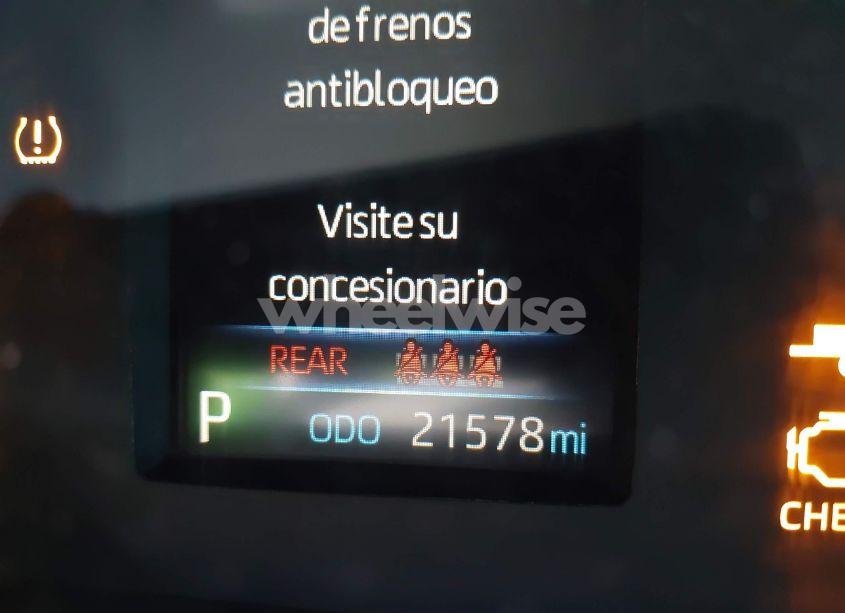 de frenos
antibloqueo
Visite su
concesionario
wheelwise
REAR
P ODO 21578 mi
CHE